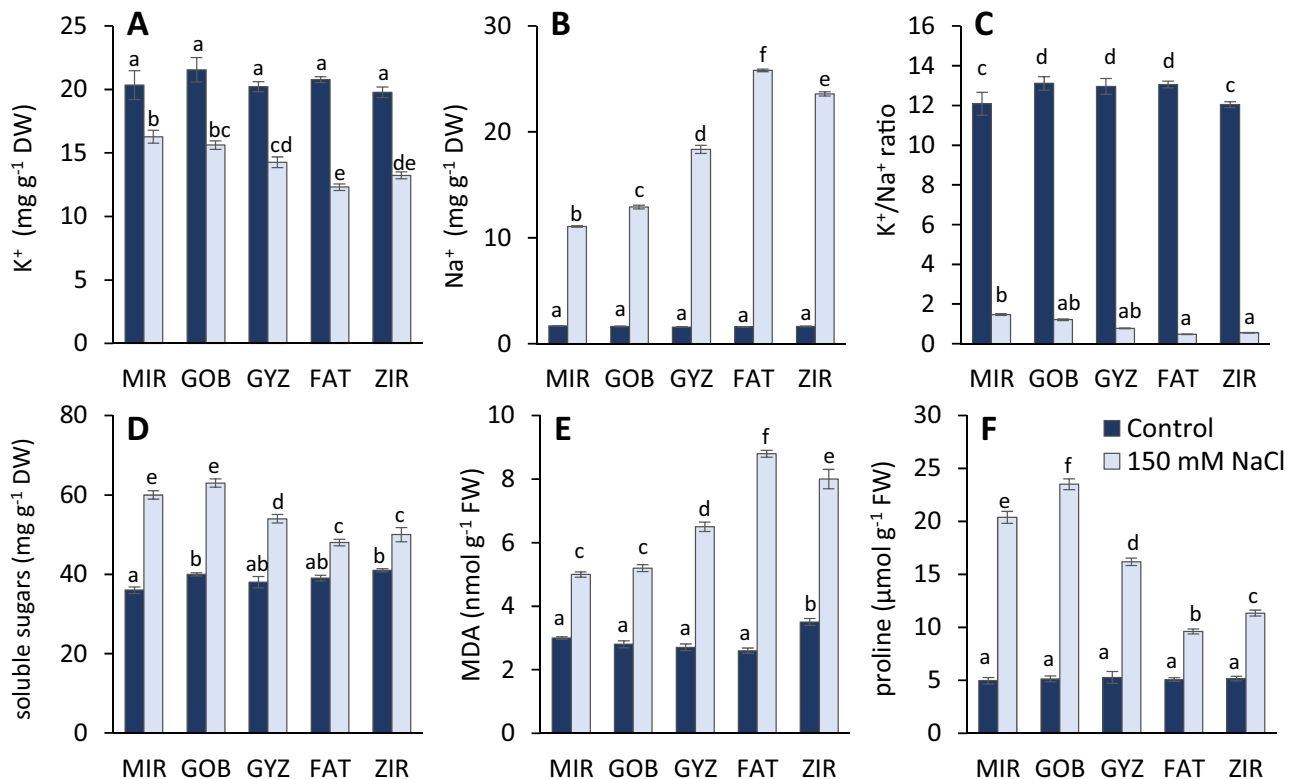 A
K⁺ (mg g⁻¹ DW)
25
20
15
10
5
0
a a a a a
b bc cd e de
MIR GOB GYZ FAT ZIR
B
Na⁺ (mg g⁻¹ DW)
30
20
10
0
a a a a a
b c d f e
MIR GOB GYZ FAT ZIR
C
K⁺/Na⁺ ratio
16
14
12
10
8
6
4
2
0
c d d d c
b ab ab a a
MIR GOB GYZ FAT ZIR
D
soluble sugars (mg g⁻¹ DW)
80
60
40
20
0
a b ab ab b
e e d c c
MIR GOB GYZ FAT ZIR
E
MDA (nmol g⁻¹ FW)
10
8
6
4
2
0
a a a a b
c c d f e
MIR GOB GYZ FAT ZIR
F
proline (µmol g⁻¹ FW)
30
25
20
15
10
5
0
Control
150 mM NaCl
a a a a a
e f d b c
MIR GOB GYZ FAT ZIR